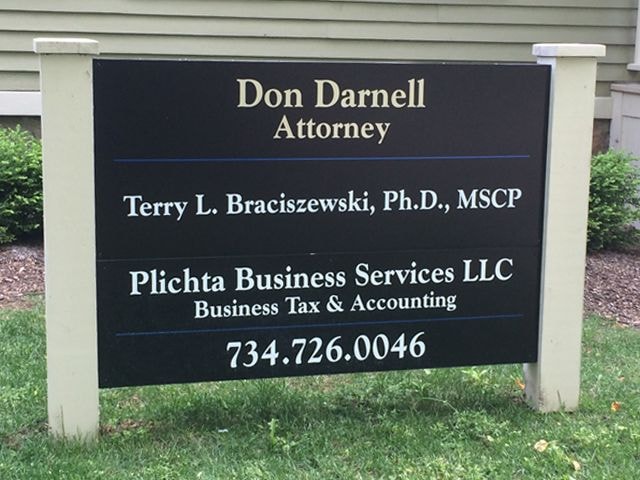 Don Darnell
Attorney
Terry L. Braciszewski, Ph.D., MSCP
Plichta Business Services LLC
Business Tax & Accounting
734.726.0046